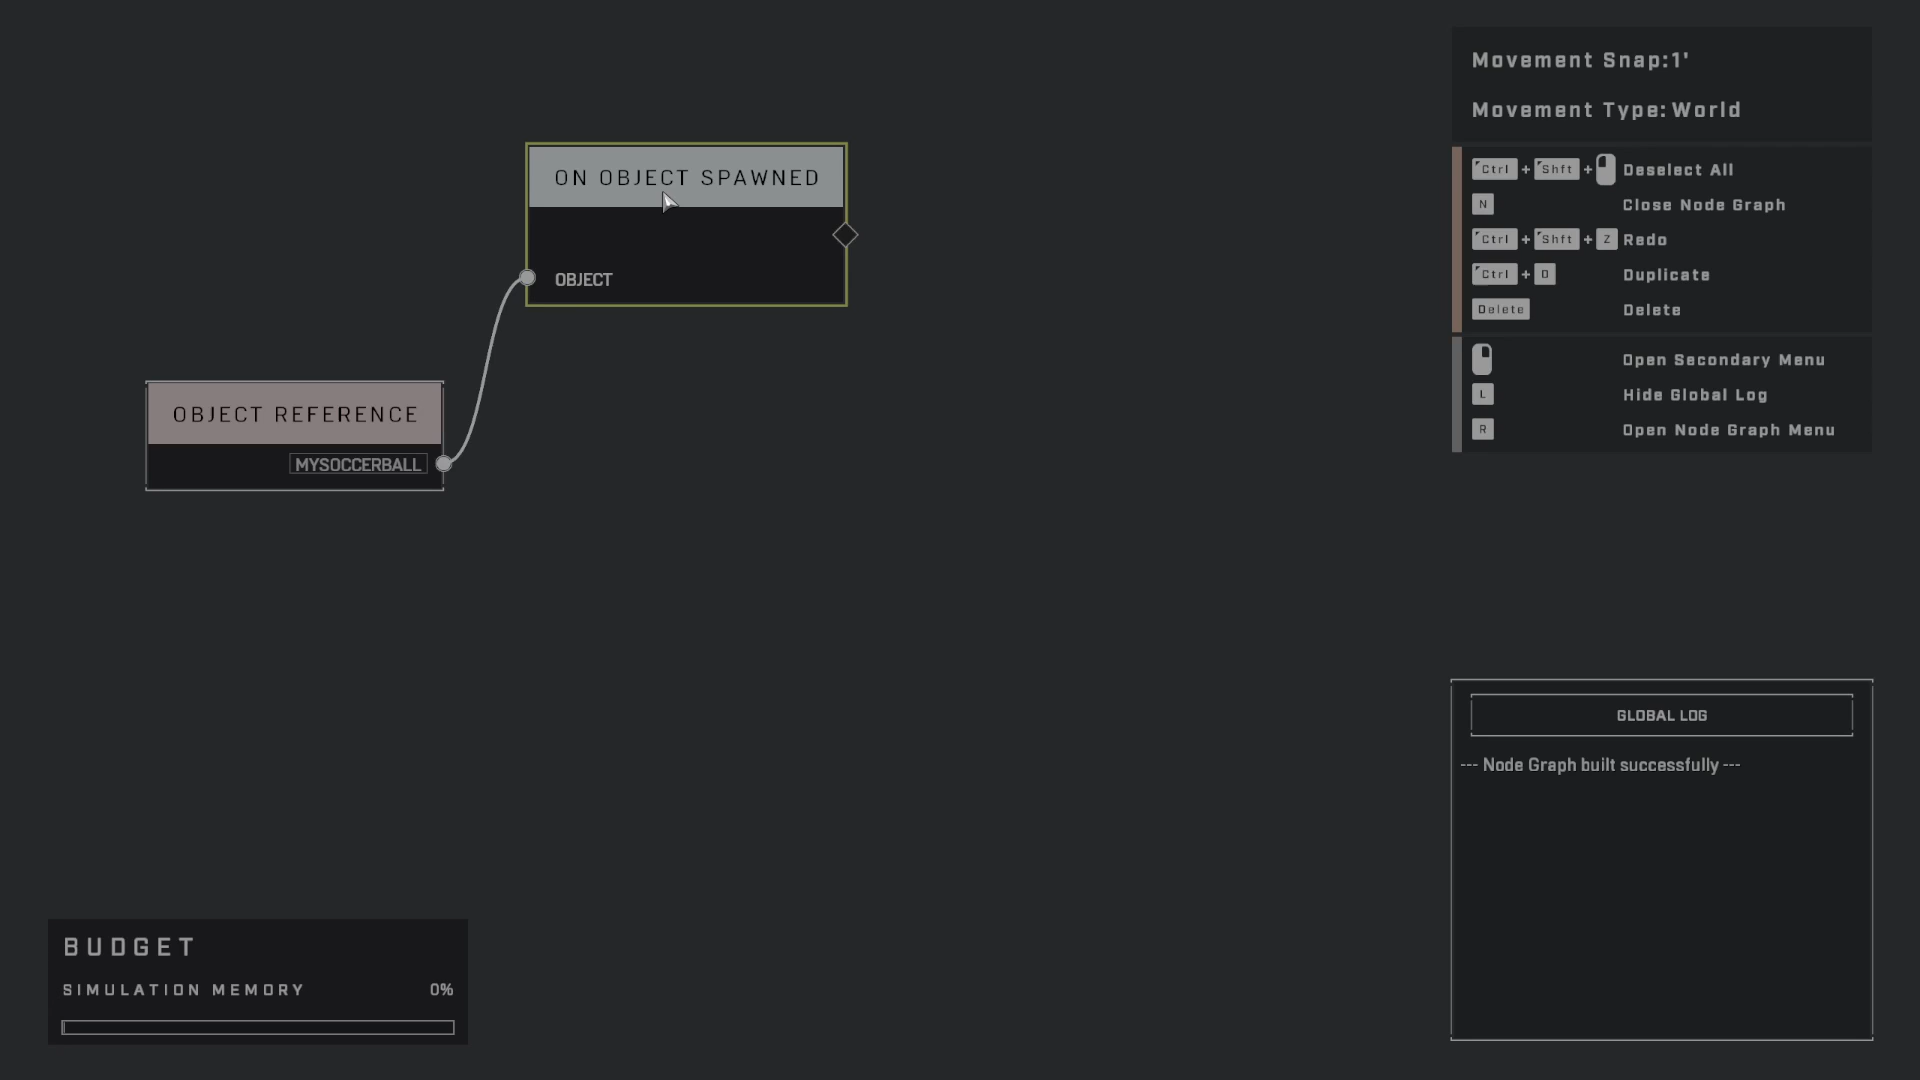 ON OBJECT SPAWNED
OBJECT
OBJECT REFERENCE
MYSOCCERBALL
Movement Snap:1'
Movement Type:World
Ctrl + Shft + Deselect All
N Close Node Graph
Ctrl + Shft + Z Redo
Ctrl + D Duplicate
Delete Delete
Open Secondary Menu
L Hide Global Log
R Open Node Graph Menu
GLOBAL LOG
--- Node Graph built successfully ---
BUDGET
SIMULATION MEMORY 0%